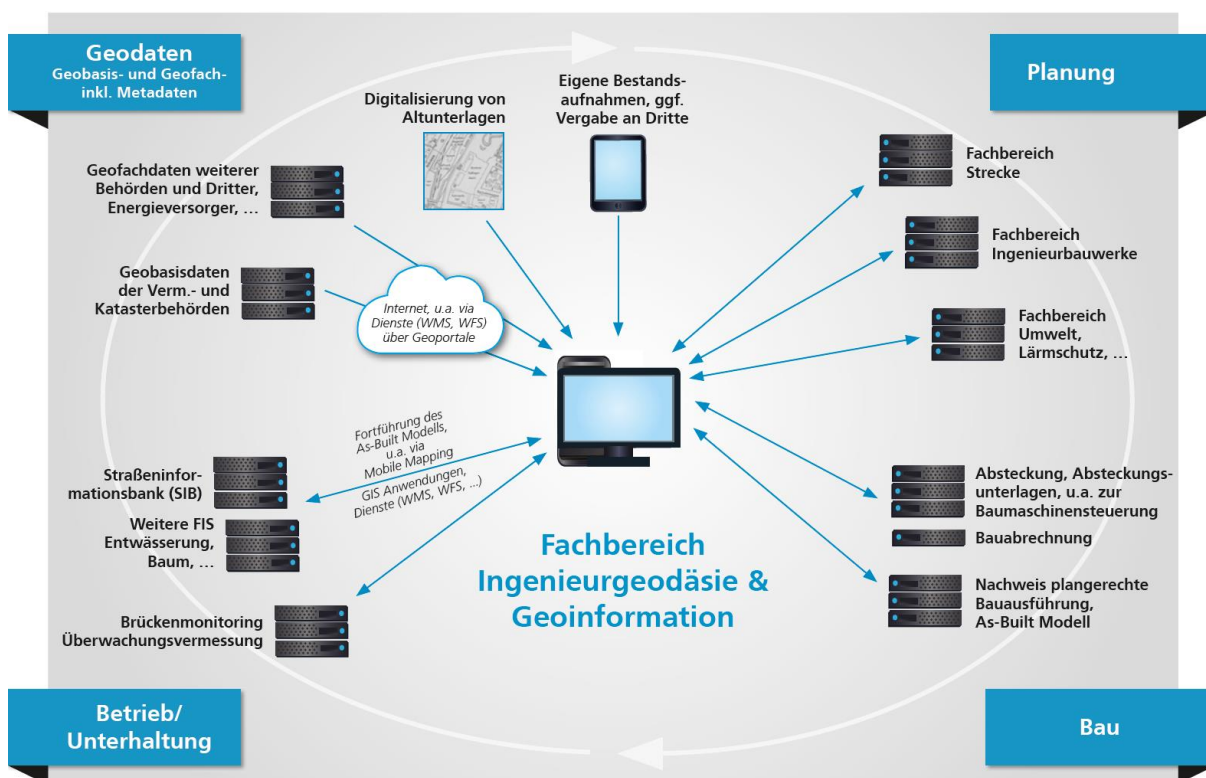 Geodaten
Geobasis- und Geofach-
inkl. Metadaten
Planung
Digitalisierung von
Altunterlagen
Eigene Bestands-
aufnahmen, ggf.
Vergabe an Dritte
Geofachdaten weiterer
Behörden und Dritter,
Energieversorger, ...
Geobasisdaten
der Verm.- und
Katasterbehörden
Internet, u.a. via
Dienste (WMS, WFS)
über Geoportale
Fachbereich
Strecke
Fachbereich
Ingenieurbauwerke
Fachbereich
Umwelt,
Lärmschutz, ...
Fortführung des
As-Built Modells,
u.a. via
Mobile Mapping
GIS Anwendungen,
Dienste (WMS, WFS, ...)
Straßeninfor-
mationsbank (SIB)
Weitere FIS
Entwässerung,
Baum, ...
Brückenmonitoring
Überwachungsvermessung
Fachbereich
Ingenieurgeodäsie &
Geoinformation
Absteckung, Absteckungs-
unterlagen, u.a. zur
Baumaschinensteuerung
Bauabrechnung
Nachweis plangerechte
Bauausführung,
As-Built Modell
Betrieb/
Unterhaltung
Bau